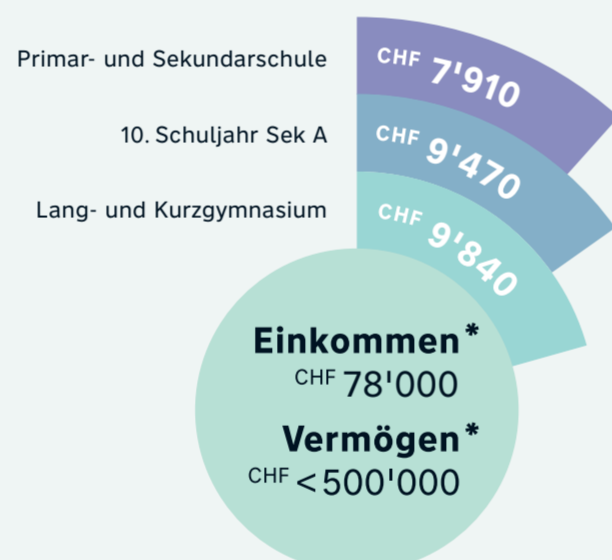 Primar- und Sekundarschule
CHF 7'910
10. Schuljahr Sek A
CHF 9'470
Lang- und Kurzgymnasium
CHF 9'840
Einkommen*
CHF 78'000
Vermögen*
CHF <500'000